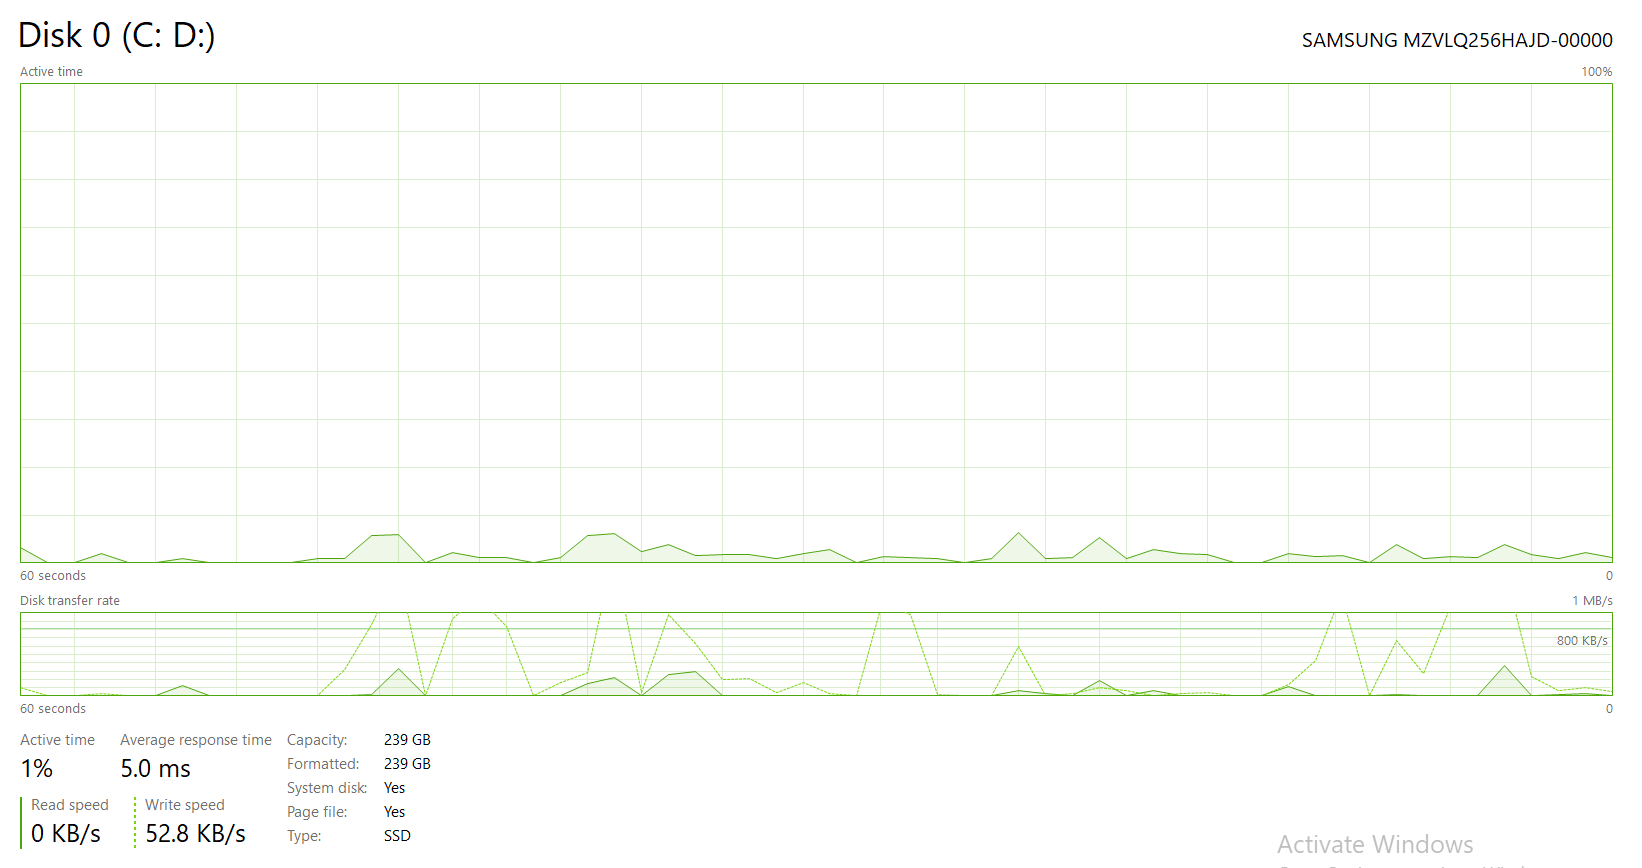 Disk 0 (C: D:)
SAMSUNG MZVLQ256HAJD-00000
Active time
100%
60 seconds
0
Disk transfer rate
1 MB/s
800 KB/s
60 seconds
0
Active time
1%
Average response time
5.0 ms
Read speed
0 KB/s
Write speed
52.8 KB/s
Capacity: 239 GB
Formatted: 239 GB
System disk: Yes
Page file: Yes
Type: SSD
Activate Windows